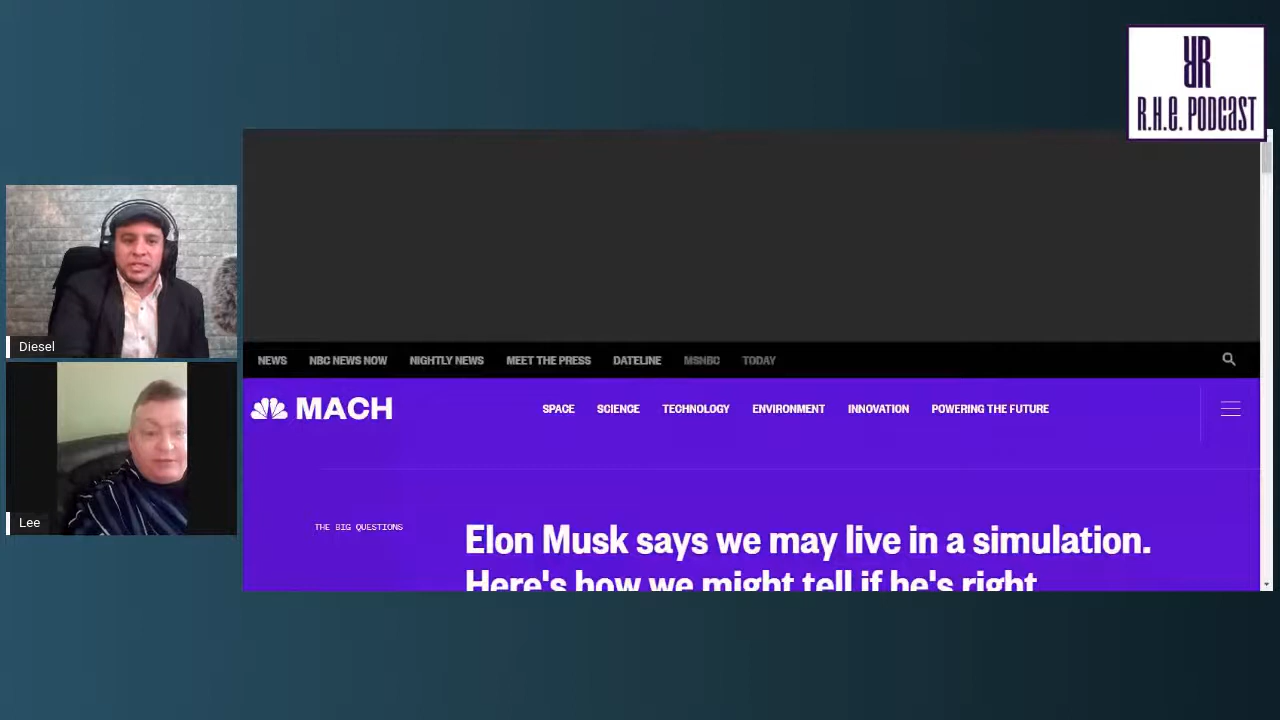 R
R
R.H.E. PODCAST
Diesel
Lee
NEWS NBC NEWS NOW NIGHTLY NEWS MEET THE PRESS DATELINE MSNBC TODAY
MACH SPACE SCIENCE TECHNOLOGY ENVIRONMENT INNOVATION POWERING THE FUTURE
THE BIG QUESTIONS
Elon Musk says we may live in a simulation.
Here's how we might tell if he's right